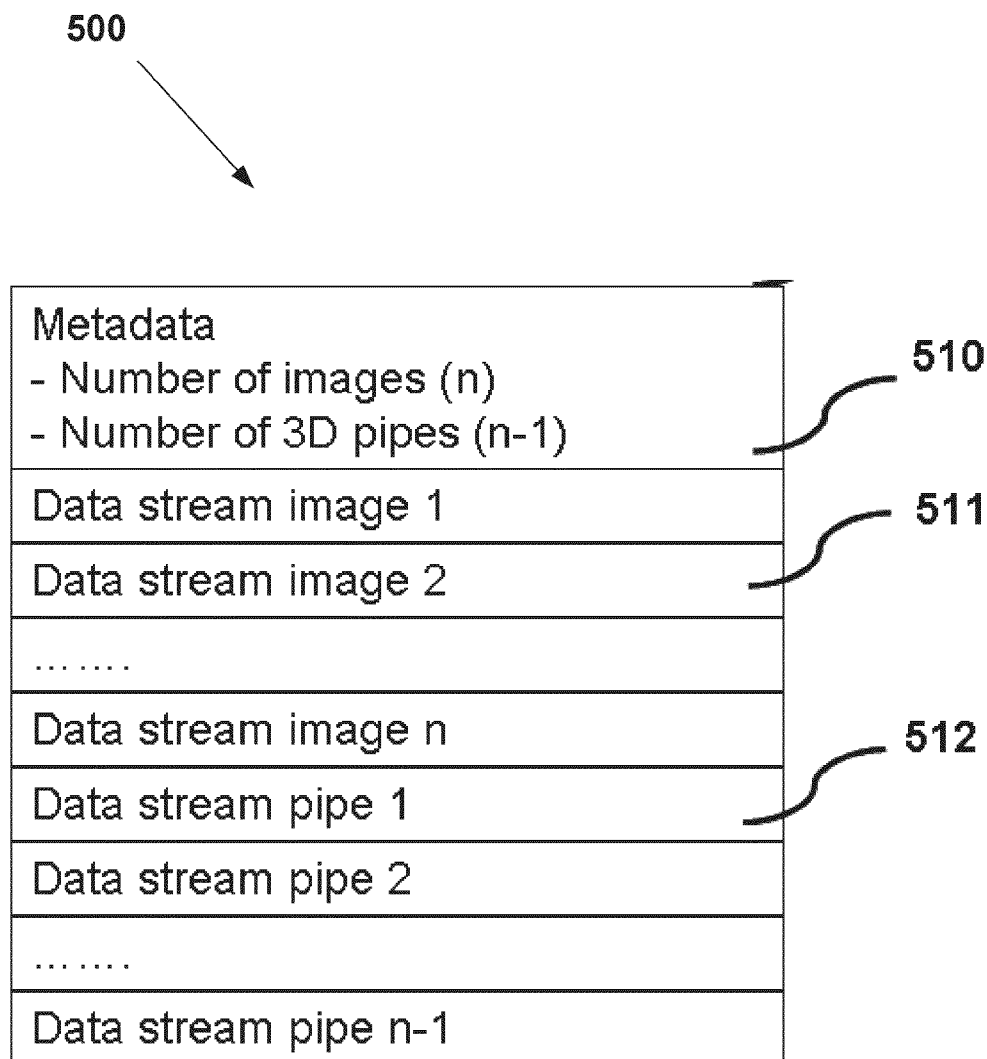 500
Metadata
- Number of images (n)
- Number of 3D pipes (n-1)
510
Data stream image 1
511
Data stream image 2
... ....
Data stream image n
512
Data stream pipe 1
Data stream pipe 2
... ....
Data stream pipe n-1